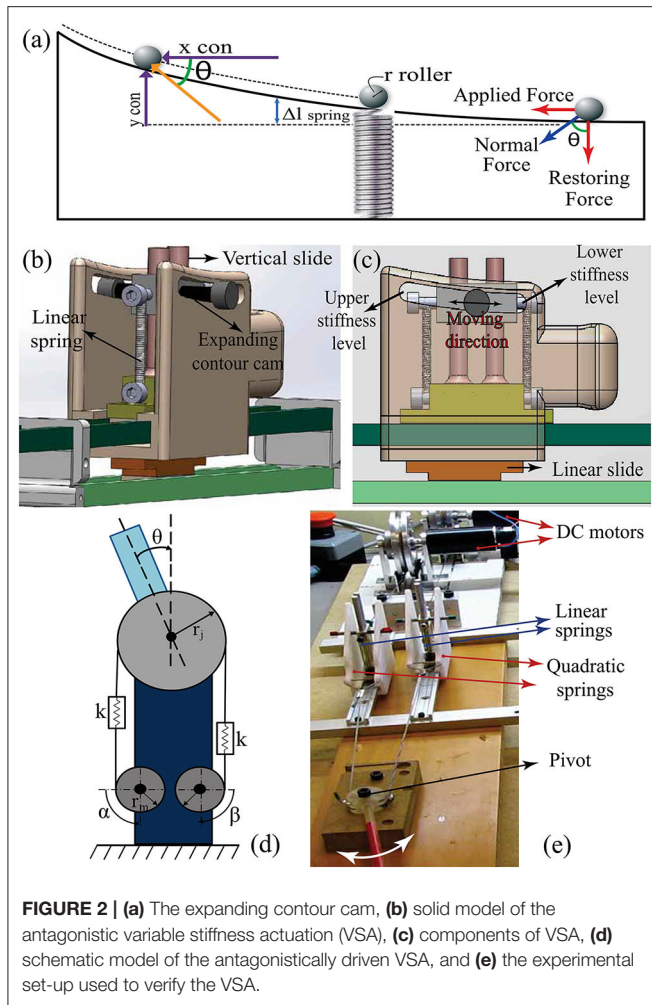 (a)
x con
θ
r roller
y con
Δl spring
Applied Force
Normal
Force
θ
Restoring
Force
(b)
Vertical slide
Linear
spring
Expanding
contour cam
(c)
Lower
stiffness
level
Upper
stiffness
level
Moving
direction
Linear slide
θ
r_j
k
k
r_m
α
β
(d)
DC motors
Linear
springs
Quadratic
springs
Pivot
(e)
FIGURE 2 | (a) The expanding contour cam, (b) solid model of the
antagonistic variable stiffness actuation (VSA), (c) components of VSA, (d)
schematic model of the antagonistically driven VSA, and (e) the experimental
set-up used to verify the VSA.